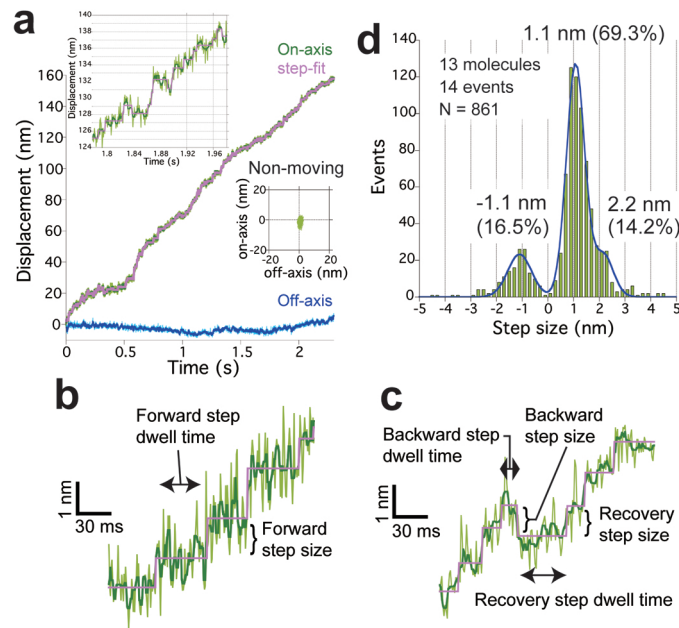 a
Displacement (nm)
140
139
138
136
134
132
130
128
126
124
1.8
1.84
1.88
1.92
1.96
Time (s)
On-axis
step-fit
Displacement (nm)
160
140
120
100
80
60
40
20
0
Non-moving
on-axis
20
0
-20
-20
0
20
off-axis (nm)
Off-axis
0
0.5
1
1.5
2
Time (s)
d
1.1 nm (69.3%)
13 molecules
14 events
N = 861
-1.1 nm
(16.5%)
2.2 nm
(14.2%)
Events
140
120
100
80
60
40
20
0
-5 -4 -3 -2 -1 0 1 2 3 4 5
Step size (nm)
b
Forward step
dwell time
1 nm
30 ms
Forward
step size
c
Backward
step size
Backward step
dwell time
1 nm
30 ms
Recovery
step size
Recovery step dwell time